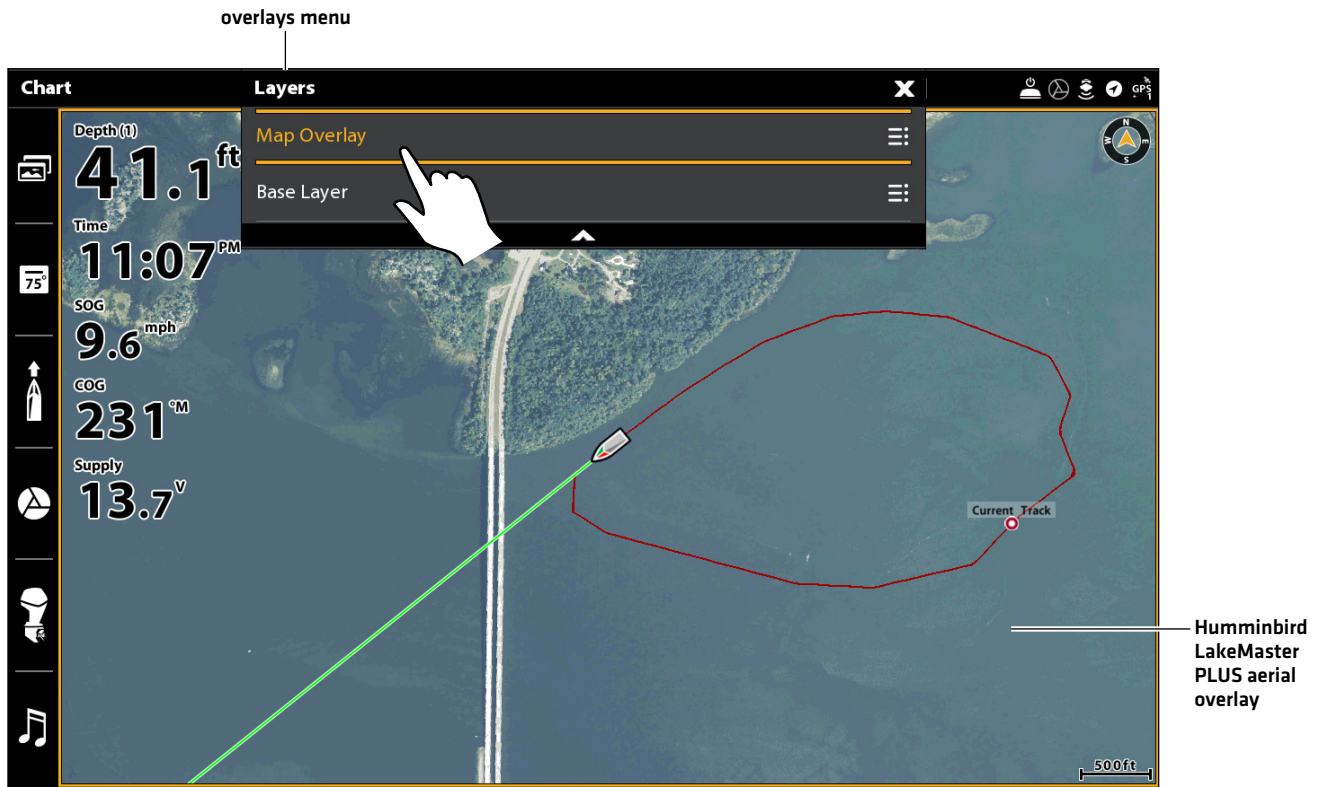 overlays menu
Chart
Layers
X
GPS
1
Map Overlay
Base Layer
Depth (1)
41.1 ft
Time
11:07 PM
75°
SOG
9.6 mph
COG
231 °M
Supply
13.7 V
N
W
E
S
Current Track
Humminbird
LakeMaster
PLUS aerial
overlay
500ft